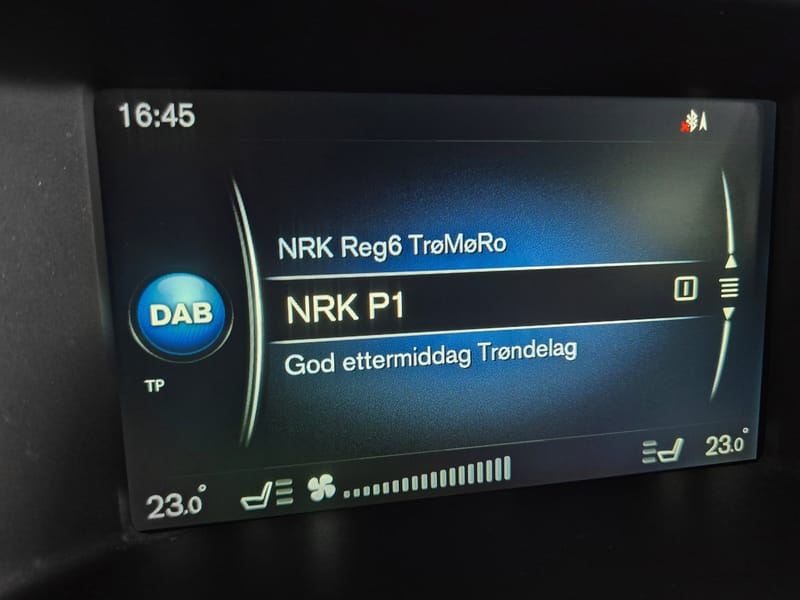 16:45
NRK Reg6 TrøMøRo
NRK P1
DAB
God ettermiddag Trøndelag
TP
23.0°
23.0°